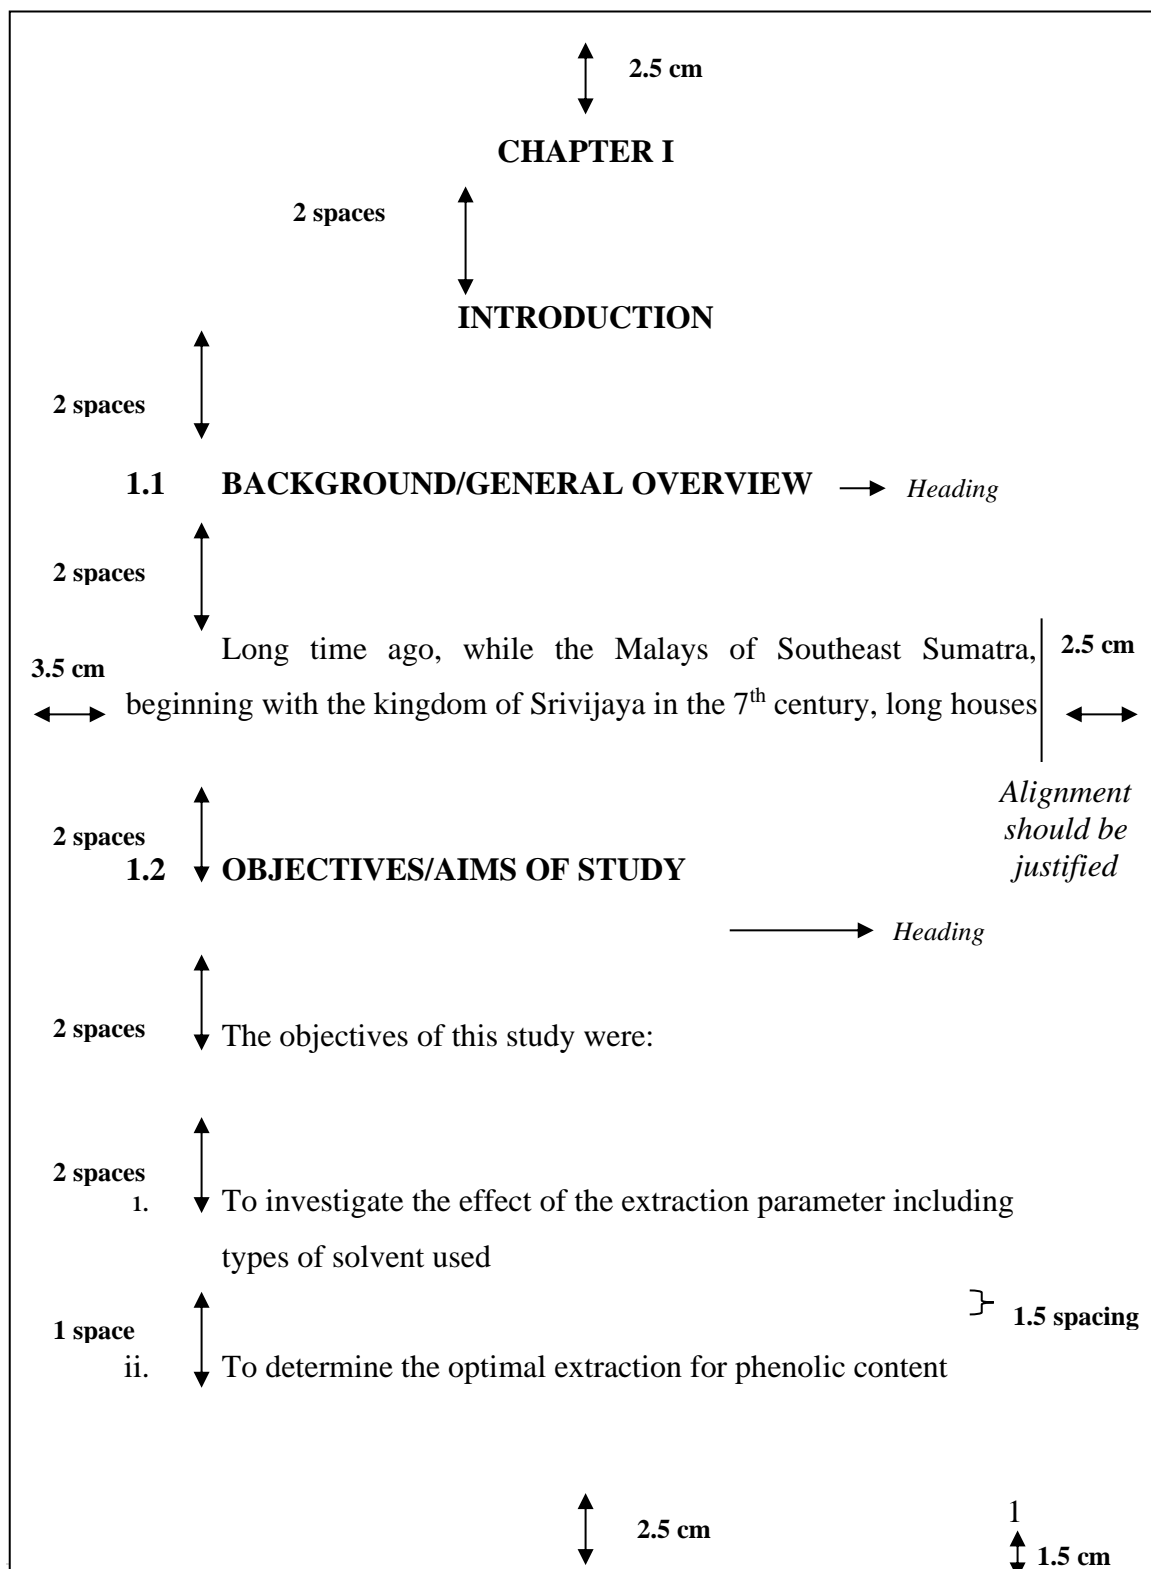 2.5 cm
CHAPTER I
2 spaces
INTRODUCTION
2 spaces
1.1 BACKGROUND/GENERAL OVERVIEW Heading
2 spaces
Long time ago, while the Malays of Southeast Sumatra,
2.5 cm
3.5 cm
beginning with the kingdom of Srivijaya in the 7th century, long houses
Alignment
should be
justified
2 spaces
1.2 OBJECTIVES/AIMS OF STUDY
Heading
2 spaces
The objectives of this study were:
2 spaces
i. To investigate the effect of the extraction parameter including
types of solvent used
1.5 spacing
1 space
ii. To determine the optimal extraction for phenolic content
1
2.5 cm
1.5 cm